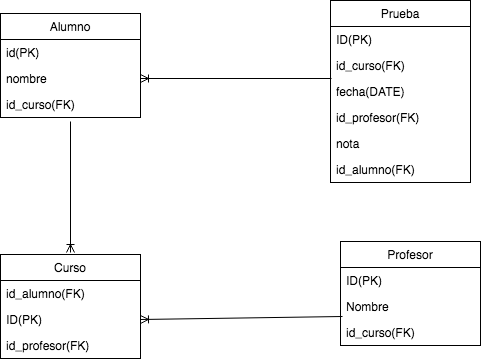 Alumno
id(PK)
nombre
id_curso(FK)
Prueba
ID(PK)
id_curso(FK)
fecha(DATE)
id_profesor(FK)
nota
id_alumno(FK)
Curso
id_alumno(FK)
ID(PK)
id_profesor(FK)
Profesor
ID(PK)
Nombre
id_curso(FK)